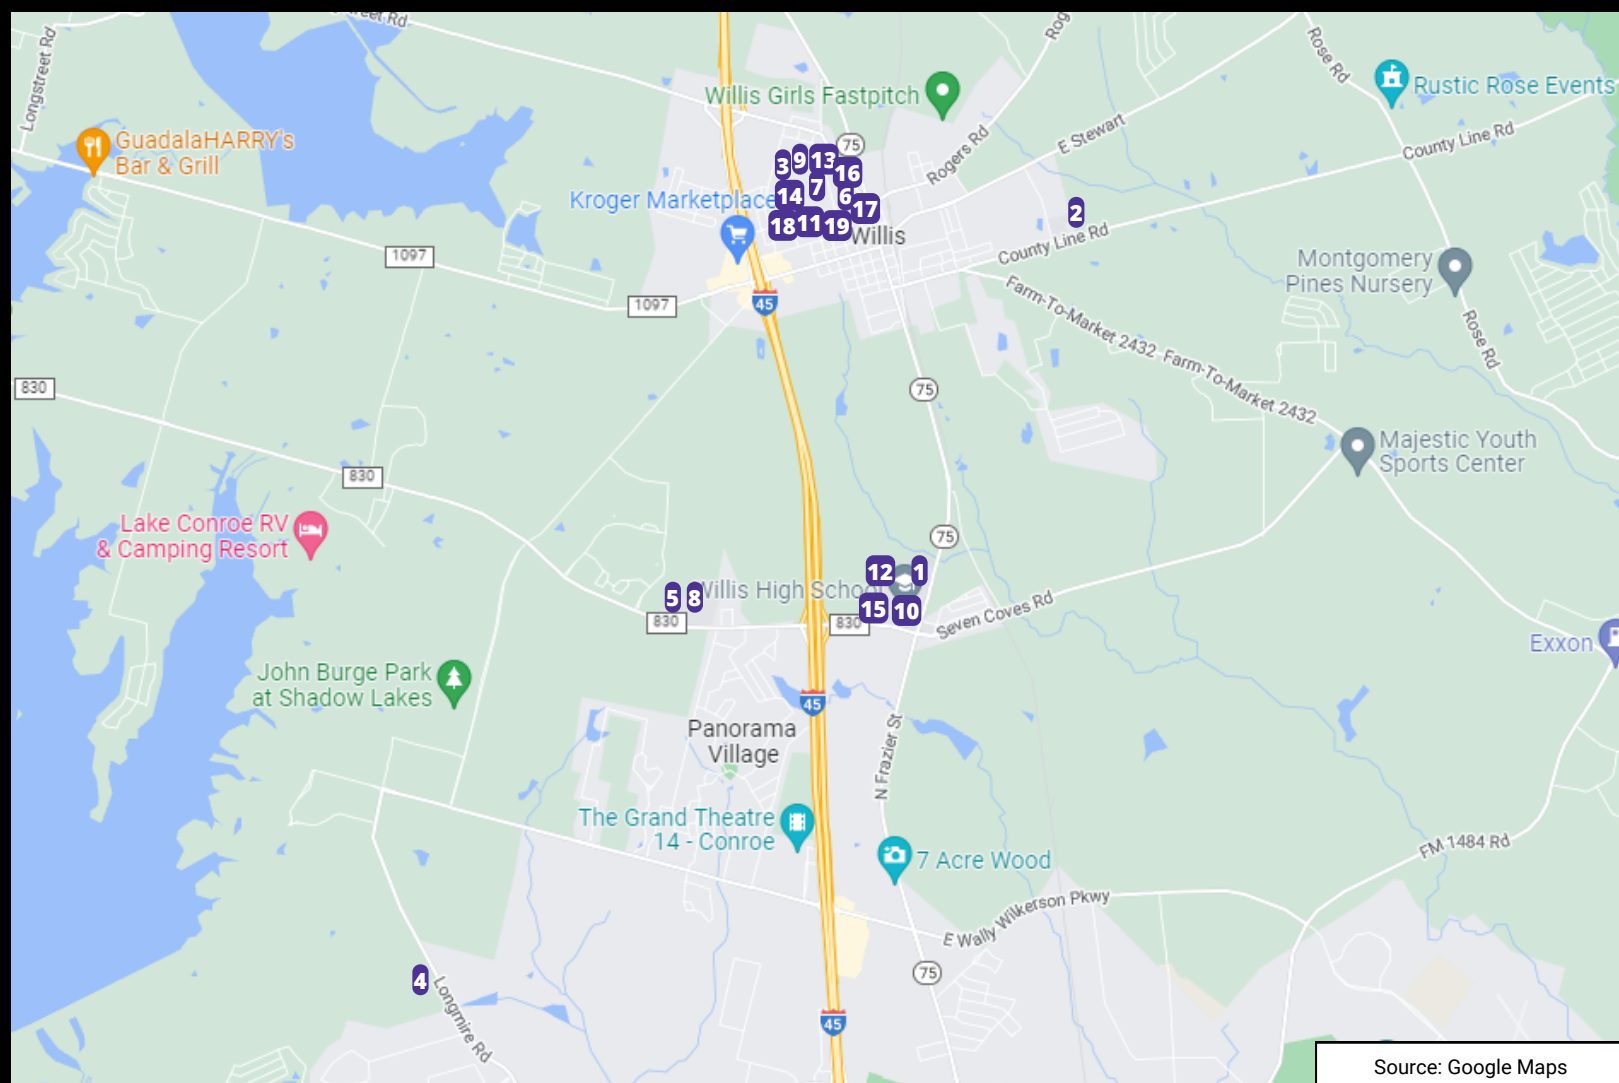 Longstreet Rd
reet Rd
Rog
Rose Rd
Rustic Rose Events
Willis Girls Fastpitch
GuadalaHARRY's
Bar & Grill
75
Rogers Rd
E Stewart
County Line Rd
3
9
13
16
7
14
6
17
18
11
19
Kroger Marketplace
Willis
2
County Line Rd
1097
1097
45
Montgomery
Pines Nursery
Farm-To-Market 2432
Farm-To-Market 2432
Rose Rd
830
75
Majestic Youth
Sports Center
830
Lake Conroe RV
& Camping Resort
75
12
1
Willis High School
5
8
15
10
830
830
Seven Coves Rd
Exxon
John Burge Park
at Shadow Lakes
45
Panorama
Village
N Frazier St
The Grand Theatre
14 - Conroe
7 Acre Wood
FM 1484 Rd
E Wally Wilkerson Pkwy
4
Longmire Rd
75
45
Source: Google Maps